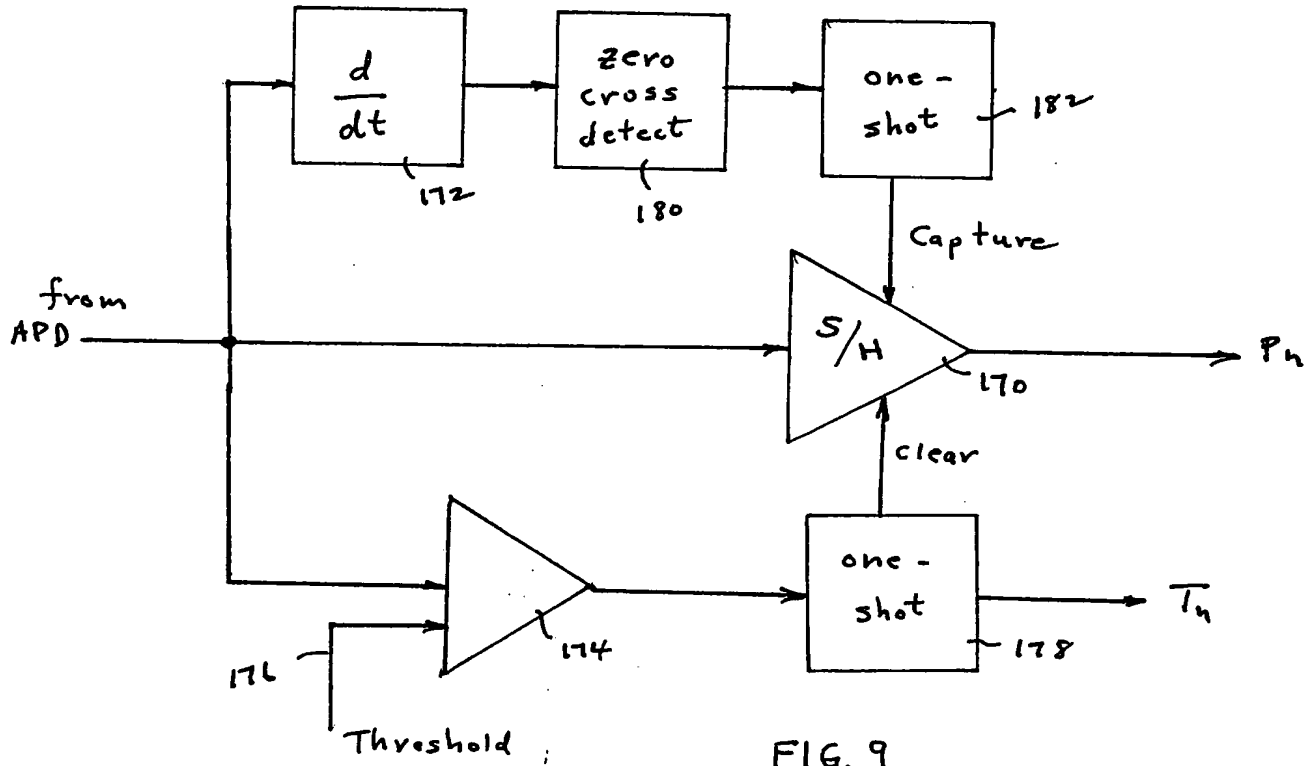 d
dt
172
zero
cross
detect
180
one-
shot
182
Capture
from
APD
S/H
170
Pn
clear
174
176
Threshold
one-
shot
178
Tn
FIG. 9